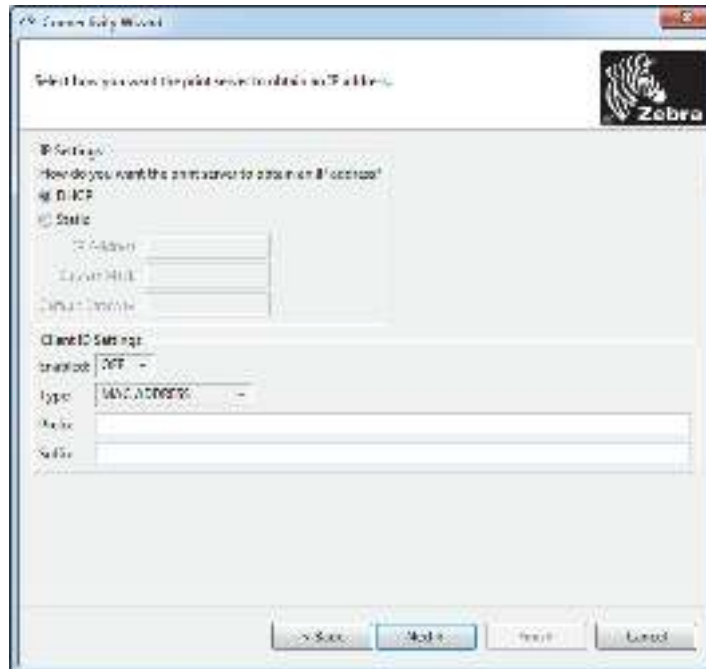 Connectivity Wizard
Select how you want the print server to obtain an IP address.
Zebra
IP Settings
How do you want the print server to obtain an IP address?
DHCP
Static
IP Address
Subnet Mask
Default Gateway
Client ID Settings
Enabled: OFF
Type: MAC ADDRESS
Prefix:
Suffix:
< Back Next > Finish Cancel